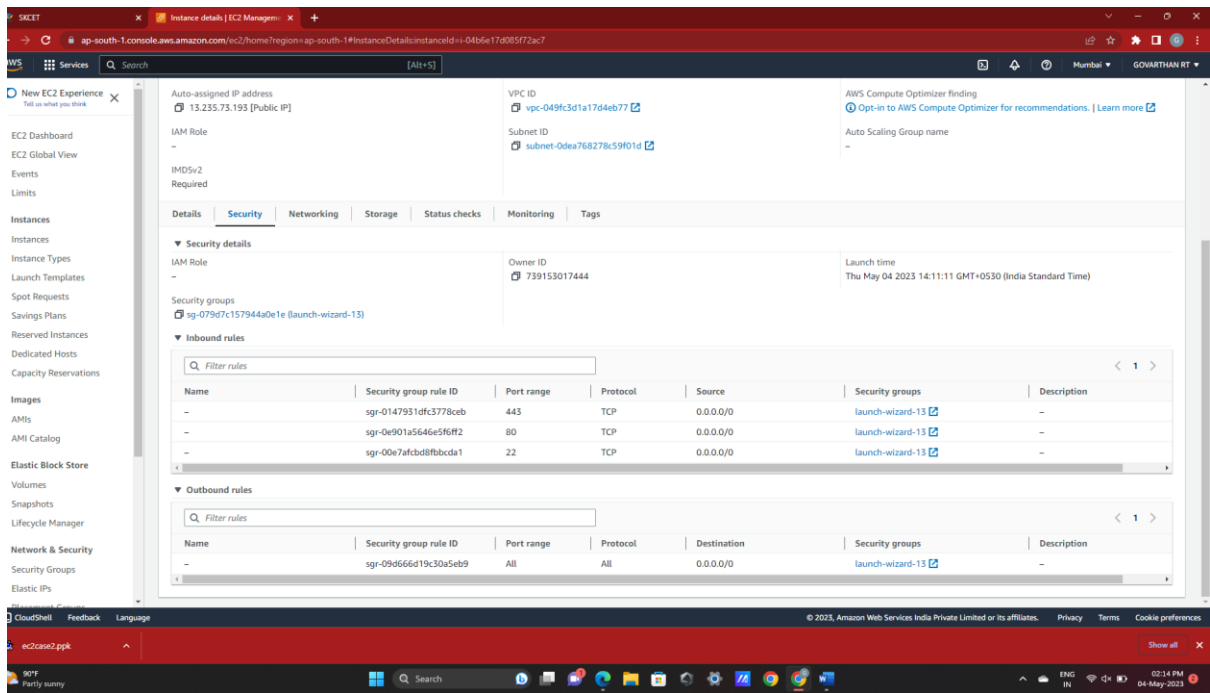 SKCET
Instance details | EC2 Manageme
ap-south-1.console.aws.amazon.com/ec2/home?region=ap-south-1#InstanceDetails:instanceId=i-04b6e17d085f72ac7
Services
Search
[Alt+S]
Mumbai
GOVARTHAN RT
New EC2 Experience
Tell us what you think
EC2 Dashboard
EC2 Global View
Events
Limits
Instances
Instances
Instance Types
Launch Templates
Spot Requests
Savings Plans
Reserved Instances
Dedicated Hosts
Capacity Reservations
Images
AMIs
AMI Catalog
Elastic Block Store
Volumes
Snapshots
Lifecycle Manager
Network & Security
Security Groups
Elastic IPs
Placement Groups
Auto-assigned IP address
13.235.73.193 [Public IP]
IAM Role
–
IMDSv2
Required
VPC ID
vpc-049fc3d1a17d4eb77
Subnet ID
subnet-0dea768278c59f01d
AWS Compute Optimizer finding
Opt-in to AWS Compute Optimizer for recommendations. | Learn more
Auto Scaling Group name
–
Details Security Networking Storage Status checks Monitoring Tags
▼ Security details
IAM Role
–
Owner ID
739153017444
Launch time
Thu May 04 2023 14:11:11 GMT+0530 (India Standard Time)
Security groups
sg-079d7c157944a0e1e (launch-wizard-13)
▼ Inbound rules
Filter rules
< 1 >
Name Security group rule ID Port range Protocol Source Security groups Description
– sgr-0147931dfc3778ceb 443 TCP 0.0.0.0/0 launch-wizard-13 –
– sgr-0e901a5646e5f6ff2 80 TCP 0.0.0.0/0 launch-wizard-13 –
– sgr-00e7afcbd8fbbcda1 22 TCP 0.0.0.0/0 launch-wizard-13 –
▼ Outbound rules
Filter rules
< 1 >
Name Security group rule ID Port range Protocol Destination Security groups Description
– sgr-09d666d19c30a5eb9 All All 0.0.0.0/0 launch-wizard-13 –
CloudShell Feedback Language
© 2023, Amazon Web Services India Private Limited or its affiliates. Privacy Terms Cookie preferences
ec2case2.ppk
Show all
90°F
Partly sunny
Search
ENG
IN
02:14 PM
04-May-2023